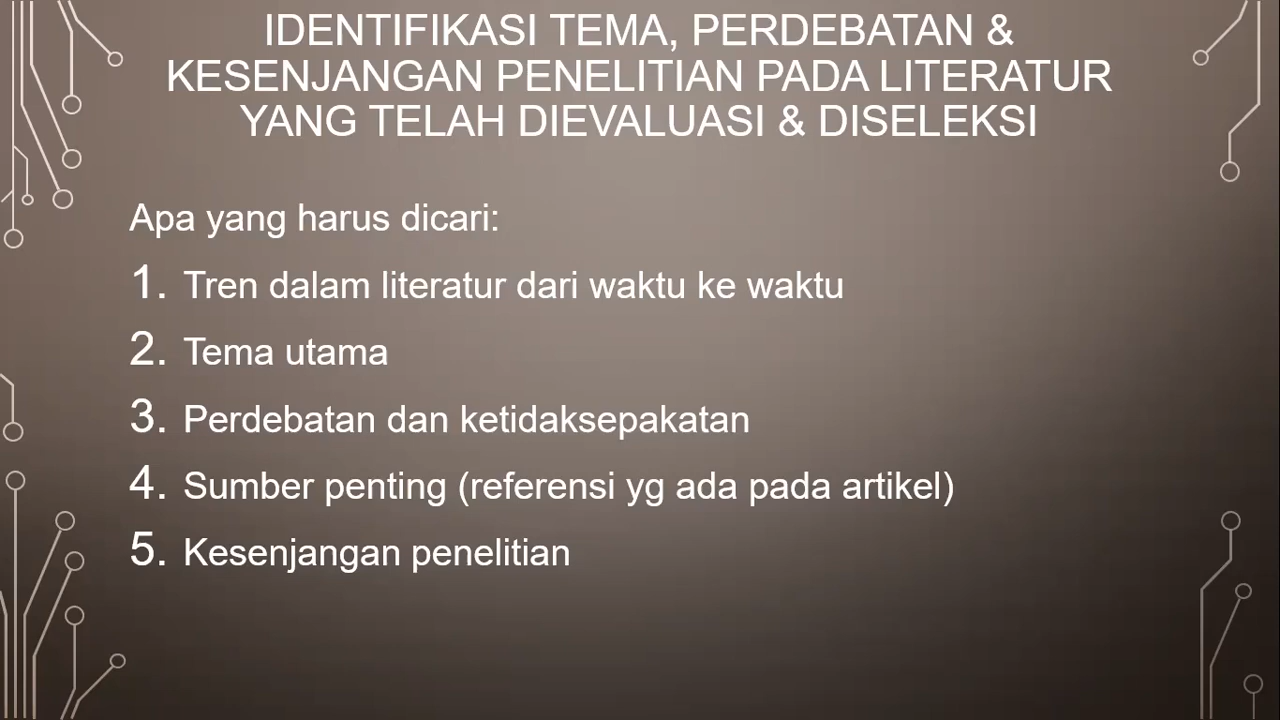 IDENTIFIKASI TEMA, PERDEBATAN &
KESENJANGAN PENELITIAN PADA LITERATUR
YANG TELAH DIEVALUASI & DISELEKSI
Apa yang harus dicari:
1. Tren dalam literatur dari waktu ke waktu
2. Tema utama
3. Perdebatan dan ketidaksepakatan
4. Sumber penting (referensi yg ada pada artikel)
5. Kesenjangan penelitian